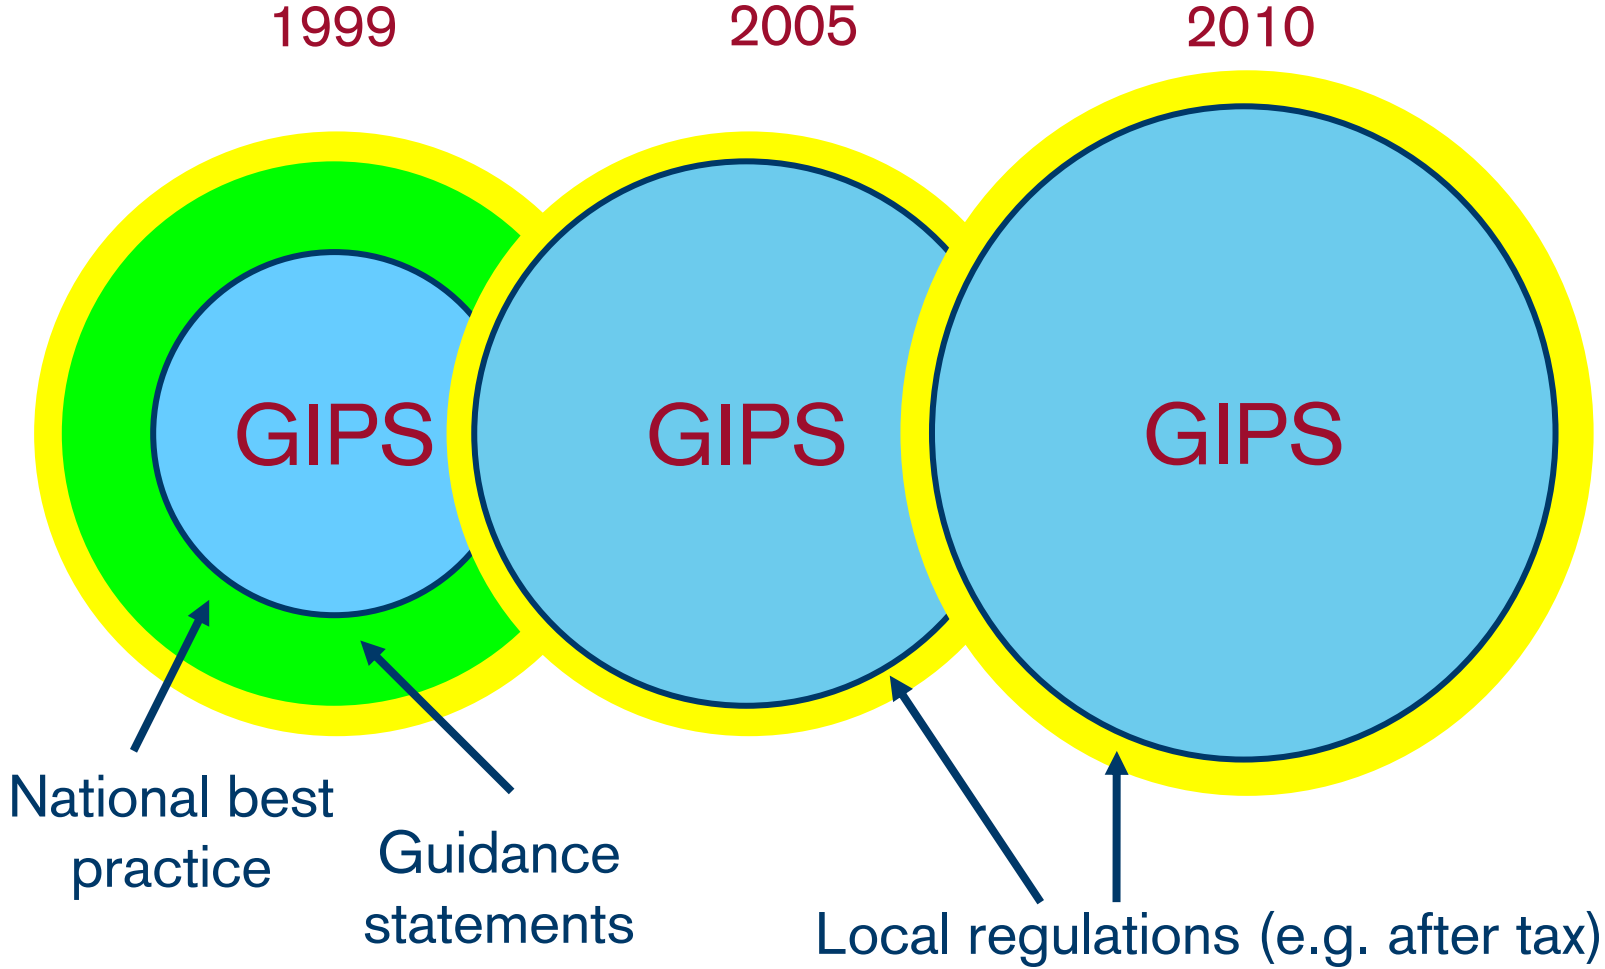 1999
2005
2010
GIPS
GIPS
GIPS
National best
practice
Guidance
statements
Local regulations (e.g. after tax)